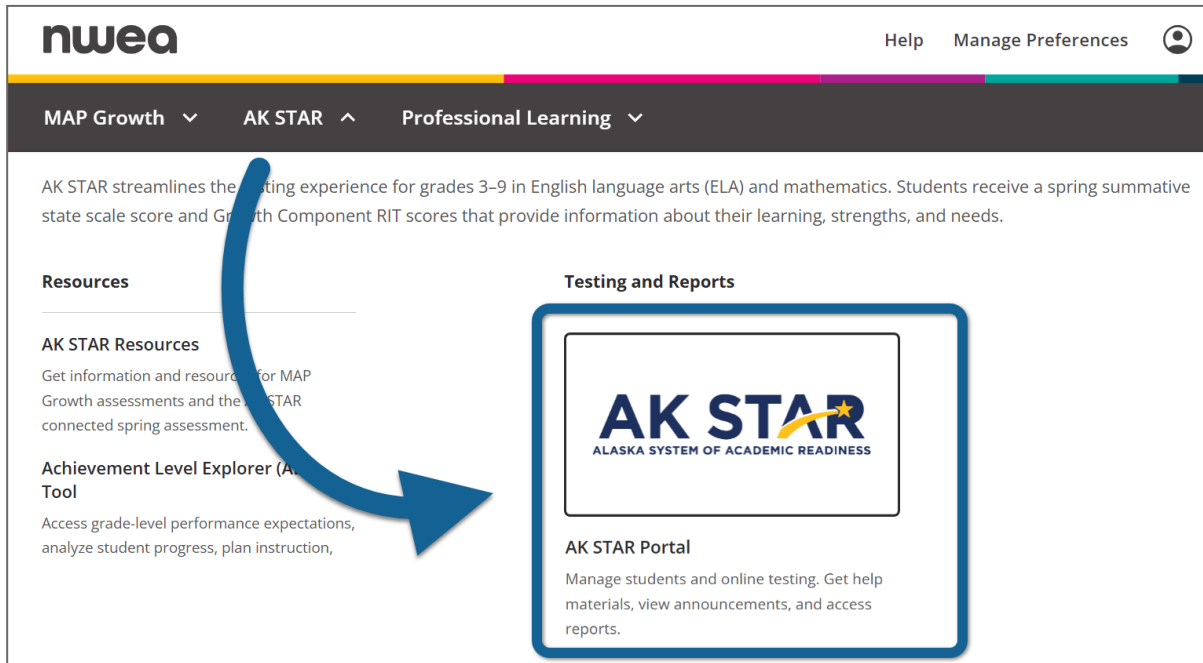 nwea
Help Manage Preferences
MAP Growth AK STAR Professional Learning
AK STAR streamlines the ting experience for grades 3–9 in English language arts (ELA) and mathematics. Students receive a spring summative
state scale score and Growth Component RIT scores that provide information about their learning, strengths, and needs.
Resources
AK STAR Resources
Get information and resources for MAP
Growth assessments and the STAR
connected spring assessment.
Achievement Level Explorer
Tool
Access grade-level performance expectations,
analyze student progress, plan instruction,
Testing and Reports
AK STAR
ALASKA SYSTEM OF ACADEMIC READINESS
AK STAR Portal
Manage students and online testing. Get help
materials, view announcements, and access
reports.